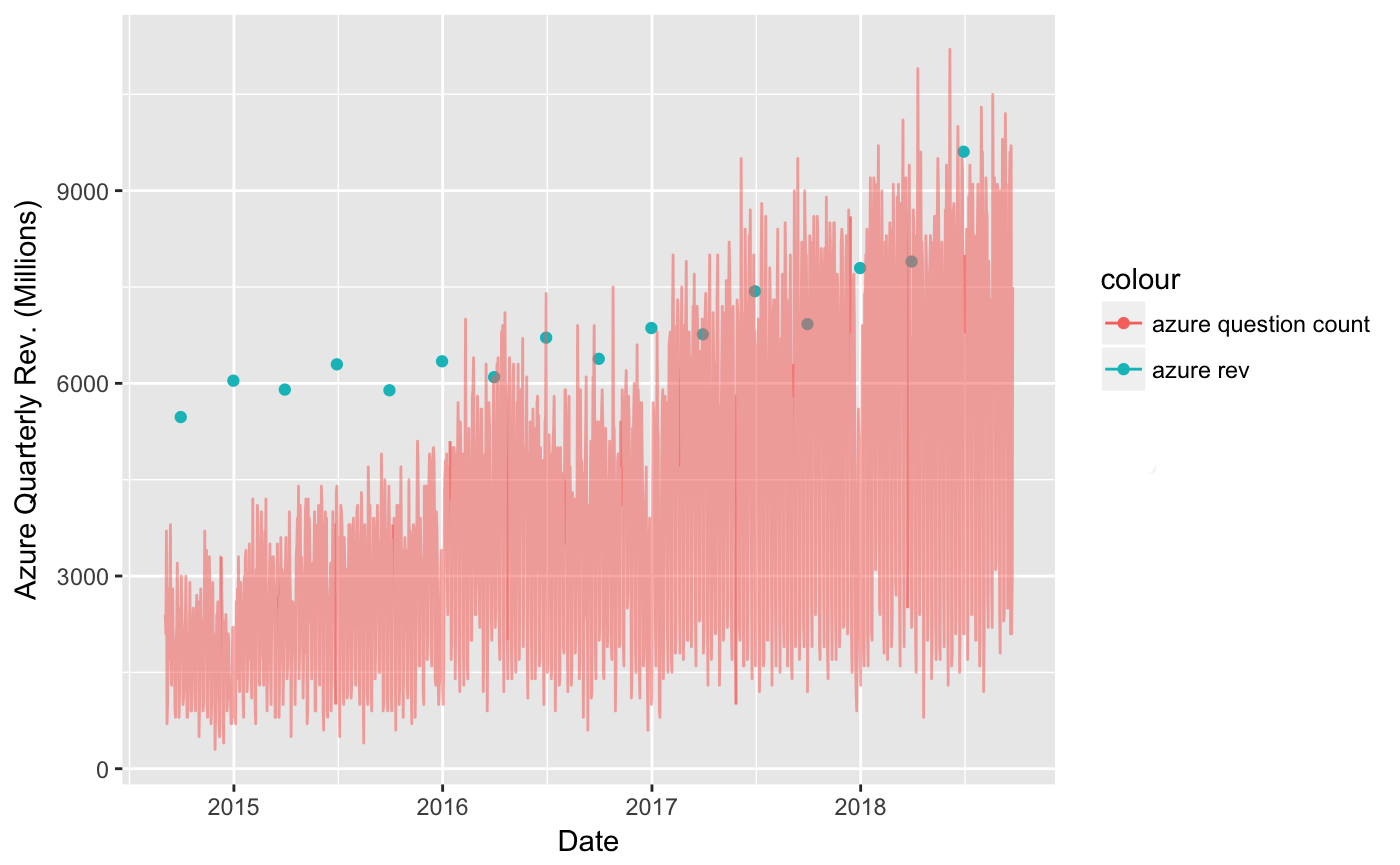 Azure Quarterly Rev. (Millions)
9000
6000
3000
0
2015 2016 2017 2018
Date
colour
azure question count
azure rev